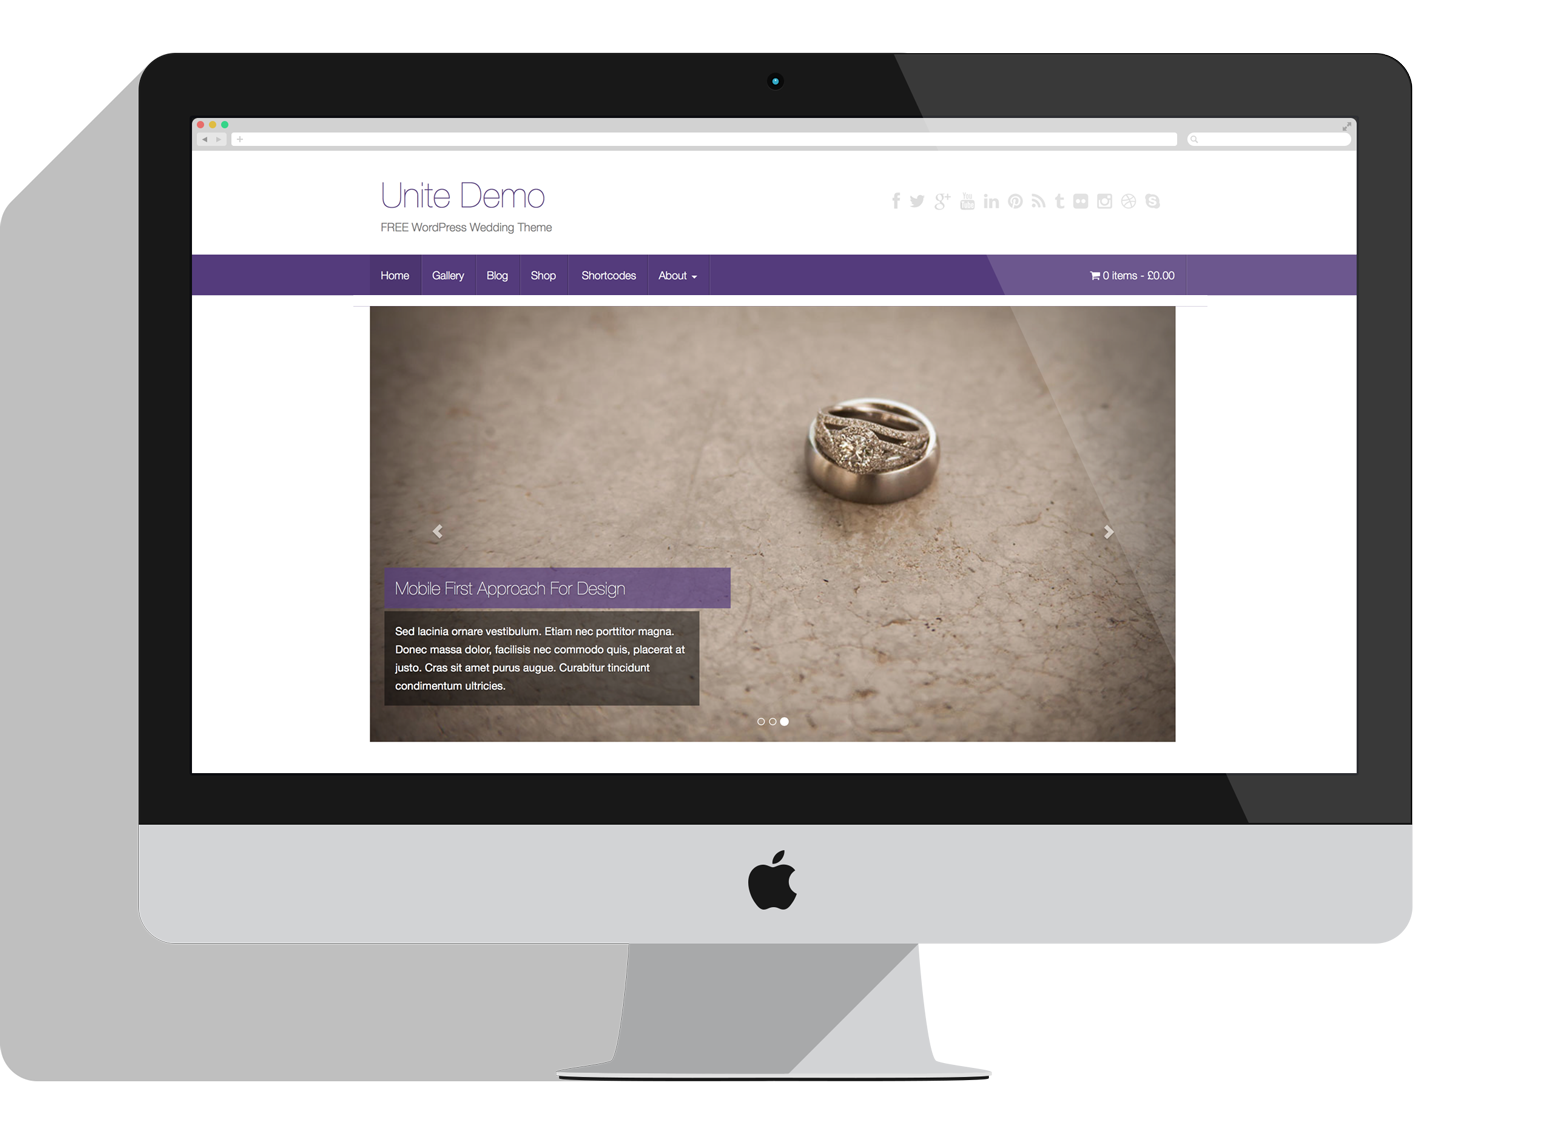 Unite Demo
FREE WordPress Wedding Theme
Home Gallery Blog Shop Shortcodes About
0 items - £0.00
Mobile First Approach For Design
Sed lacinia ornare vestibulum. Etiam nec porttitor magna.
Donec massa dolor, facilisis nec commodo quis, placerat at
justo. Cras sit amet purus augue. Curabitur tincidunt
condimentum ultricies.